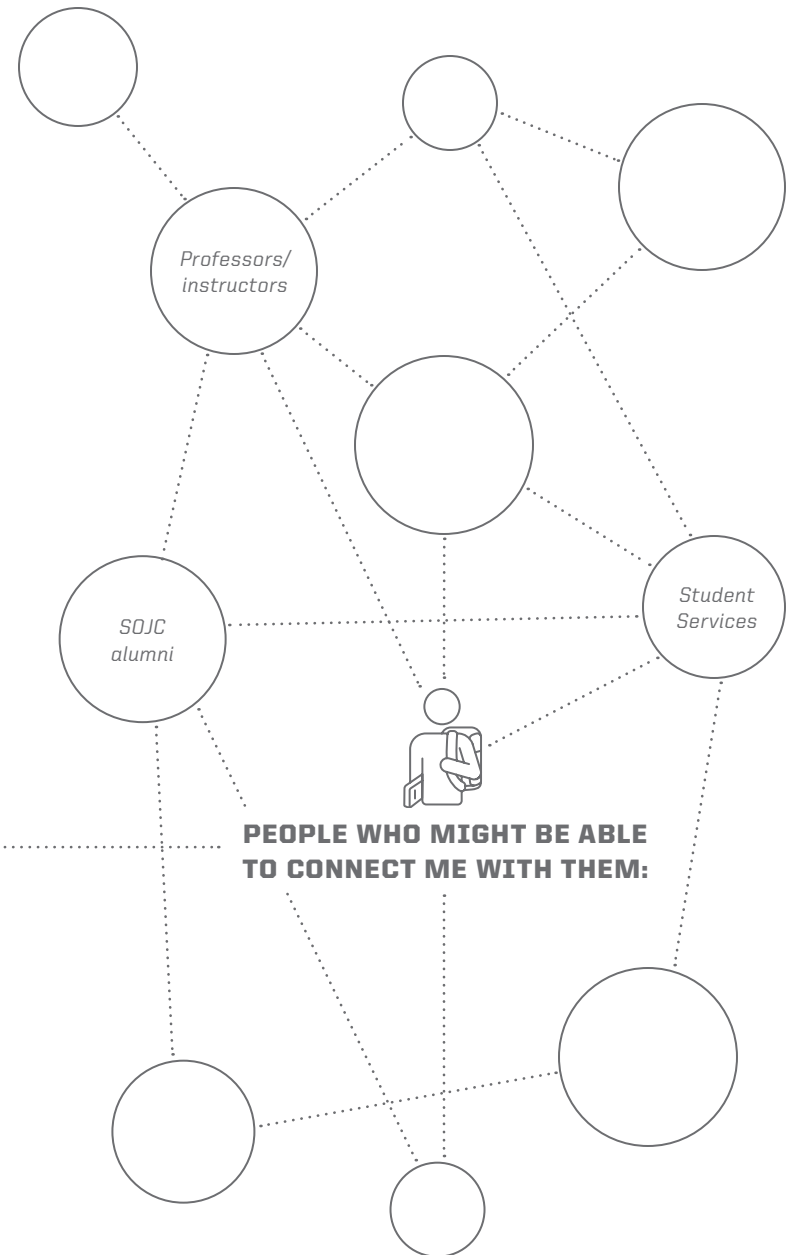 Professors/
instructors
Student
Services
SOJC
alumni
PEOPLE WHO MIGHT BE ABLE
TO CONNECT ME WITH THEM: